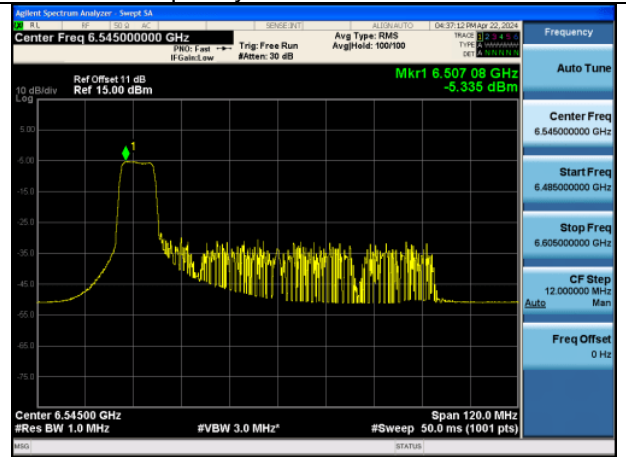 Agilent Spectrum Analyzer - Swept SA
RL RF 50 Ω AC SENSE:INT ALIGNAUTO 04:37:12 PM Apr 22, 2024
Center Freq 6.545000000 GHz
PNO: Fast Trig: Free Run Avg Type: RMS TRACE 1 2 3 4 5 6
IFGain:Low #Atten: 30 dB Avg|Hold: 100/100 TYPE A
DET A N N N N N
Frequency
Auto Tune
Ref Offset 11 dB Mkr1 6.507 08 GHz
10 dB/div Ref 15.00 dBm -5.335 dBm
Log
5.00
1
-5.00
-15.0
-25.0
-35.0
-45.0
-55.0
-65.0
-75.0
Center Freq
6.545000000 GHz
Start Freq
6.485000000 GHz
Stop Freq
6.605000000 GHz
CF Step
12.000000 MHz
Auto Man
Freq Offset
0 Hz
Center 6.54500 GHz Span 120.0 MHz
#Res BW 1.0 MHz #VBW 3.0 MHz* #Sweep 50.0 ms (1001 pts)
MSG STATUS